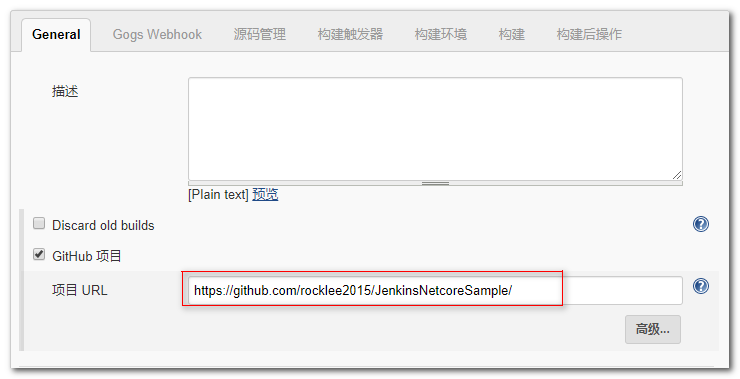 General Gogs Webhook 源码管理 构建触发器 构建环境 构建 构建后操作
描述
[Plain text] 预览
Discard old builds
GitHub 项目
项目 URL https://github.com/rocklee2015/JenkinsNetcoreSample/
高级...